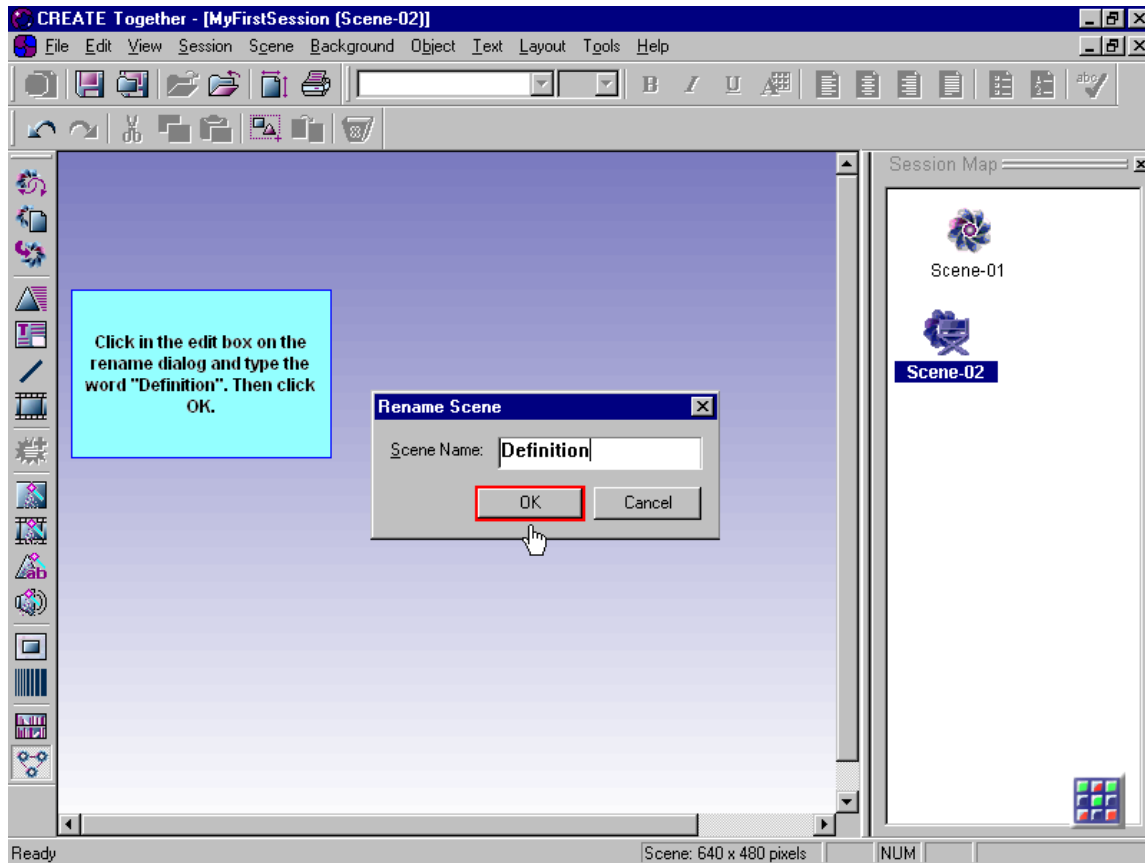 CREATE Together - [MyFirstSession (Scene-02)]
File Edit View Session Scene Background Object Text Layout Tools Help
B I U A abc
Session Map
Scene-01
Scene-02
Click in the edit box on the
rename dialog and type the
word "Definition". Then click
OK.
Rename Scene
Scene Name: Definition
OK Cancel
ab
Ready Scene: 640 x 480 pixels NUM